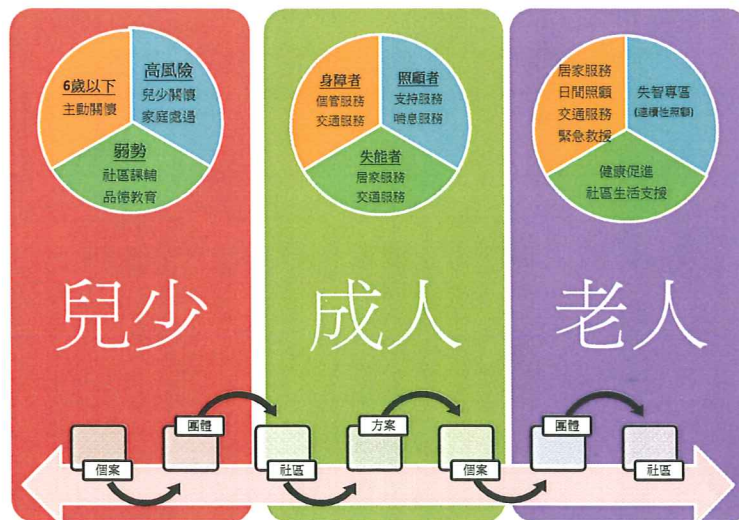 6歲以下
主動關懷
高風險
兒少關懷
家庭處遇
弱勢
社區課輔
品德教育
兒少
身障者
個管服務
交通服務
照顧者
支持服務
喘息服務
失能者
居家服務
交通服務
成人
居家服務
日間照顧
交通服務
緊急救援
失智專區
(連續性照顧)
健康促進
社區生活支援
老人
個案
團體
社區
方案
個案
團體
社區